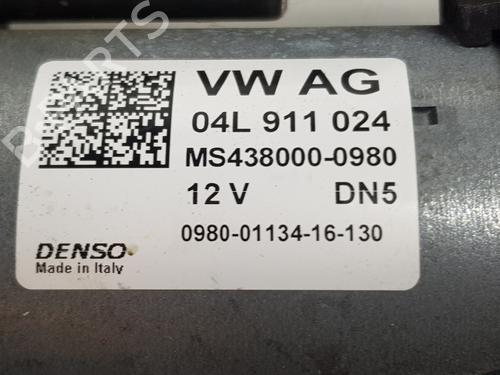 VW AG
04L 911 024
MS438000-0980
12 V DN5
0980-01134-16-130
DENSO
Made in Italy